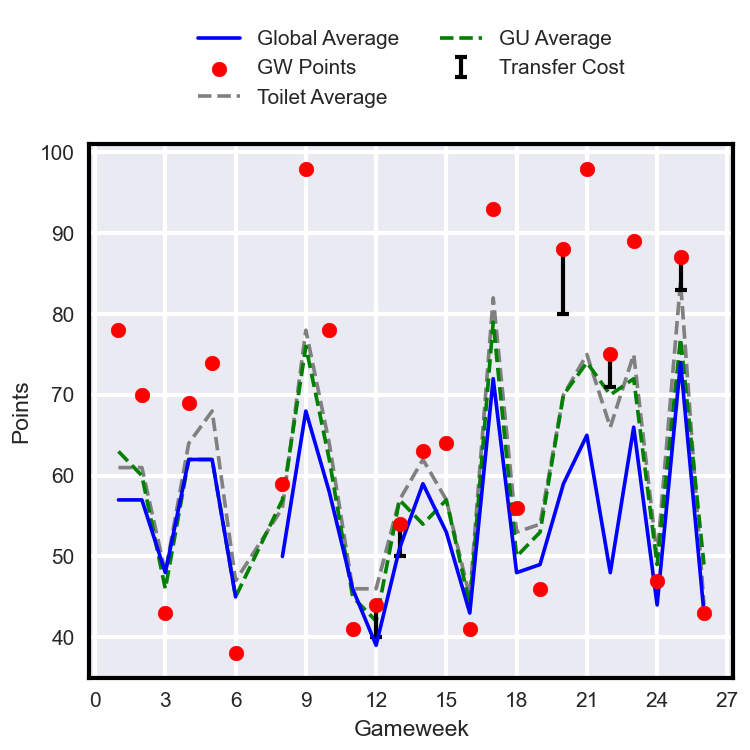 Global Average
GW Points
Toilet Average
GU Average
Transfer Cost
100
90
80
70
60
50
40
Points
0 3 6 9 12 15 18 21 24 27
Gameweek